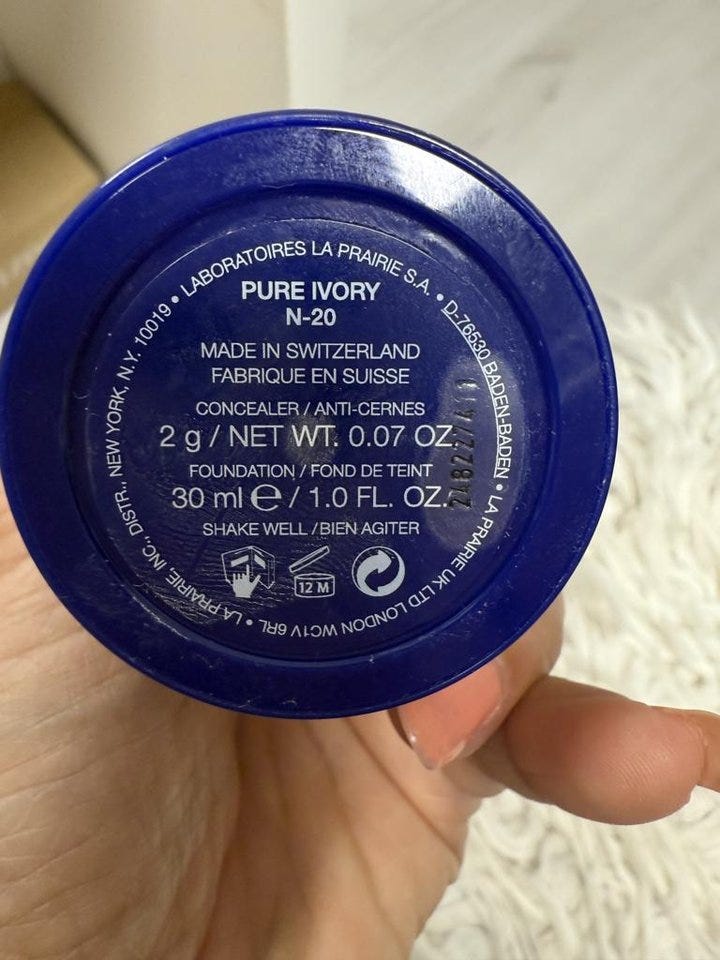 LABORATOIRES LA PRAIRIE S.A. • D-76530 BADEN-BADEN • LA PRAIRIE UK LTD LONDON WC1V 6RL • LA PRAIRIE, INC., DISTR., NEW YORK, N.Y. 10019 •
PURE IVORY
N-20
MADE IN SWITZERLAND
FABRIQUE EN SUISSE
CONCEALER / ANTI-CERNES
2 g / NET WT. 0.07 OZ.
FOUNDATION / FOND DE TEINT
30 ml ℮ / 1.0 FL. OZ.
SHAKE WELL / BIEN AGITER
12 M